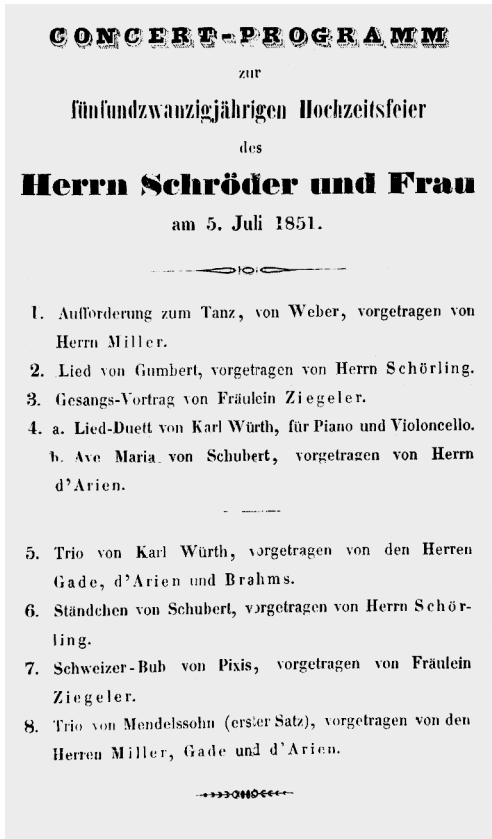 CONCERT-PROGRAMM
zur
fünfundzwanzigjährigen Hochzeitsfeier
des
Herrn Schröder und Frau
am 5. Juli 1851.
1. Aufforderung zum Tanz, von Weber, vorgetragen von
Herrn Miller.
2. Lied von Gumbert, vorgetragen von Herrn Schörling.
3. Gesangs-Vortrag von Fräulein Ziegeler.
4. a. Lied-Duett von Karl Würth, für Piano und Violoncello.
b. Ave Maria von Schubert, vorgetragen von Herrn
d'Arien.
5. Trio von Karl Würth, vorgetragen von den Herren
Gade, d'Arien und Brahms.
6. Ständchen von Schubert, vorgetragen von Herrn Schör-
ling.
7. Schweizer-Bub von Pixis, vorgetragen von Fräulein
Ziegeler.
8. Trio von Mendelssohn (erster Satz), vorgetragen von den
Herren Miller, Gade und d'Arien.